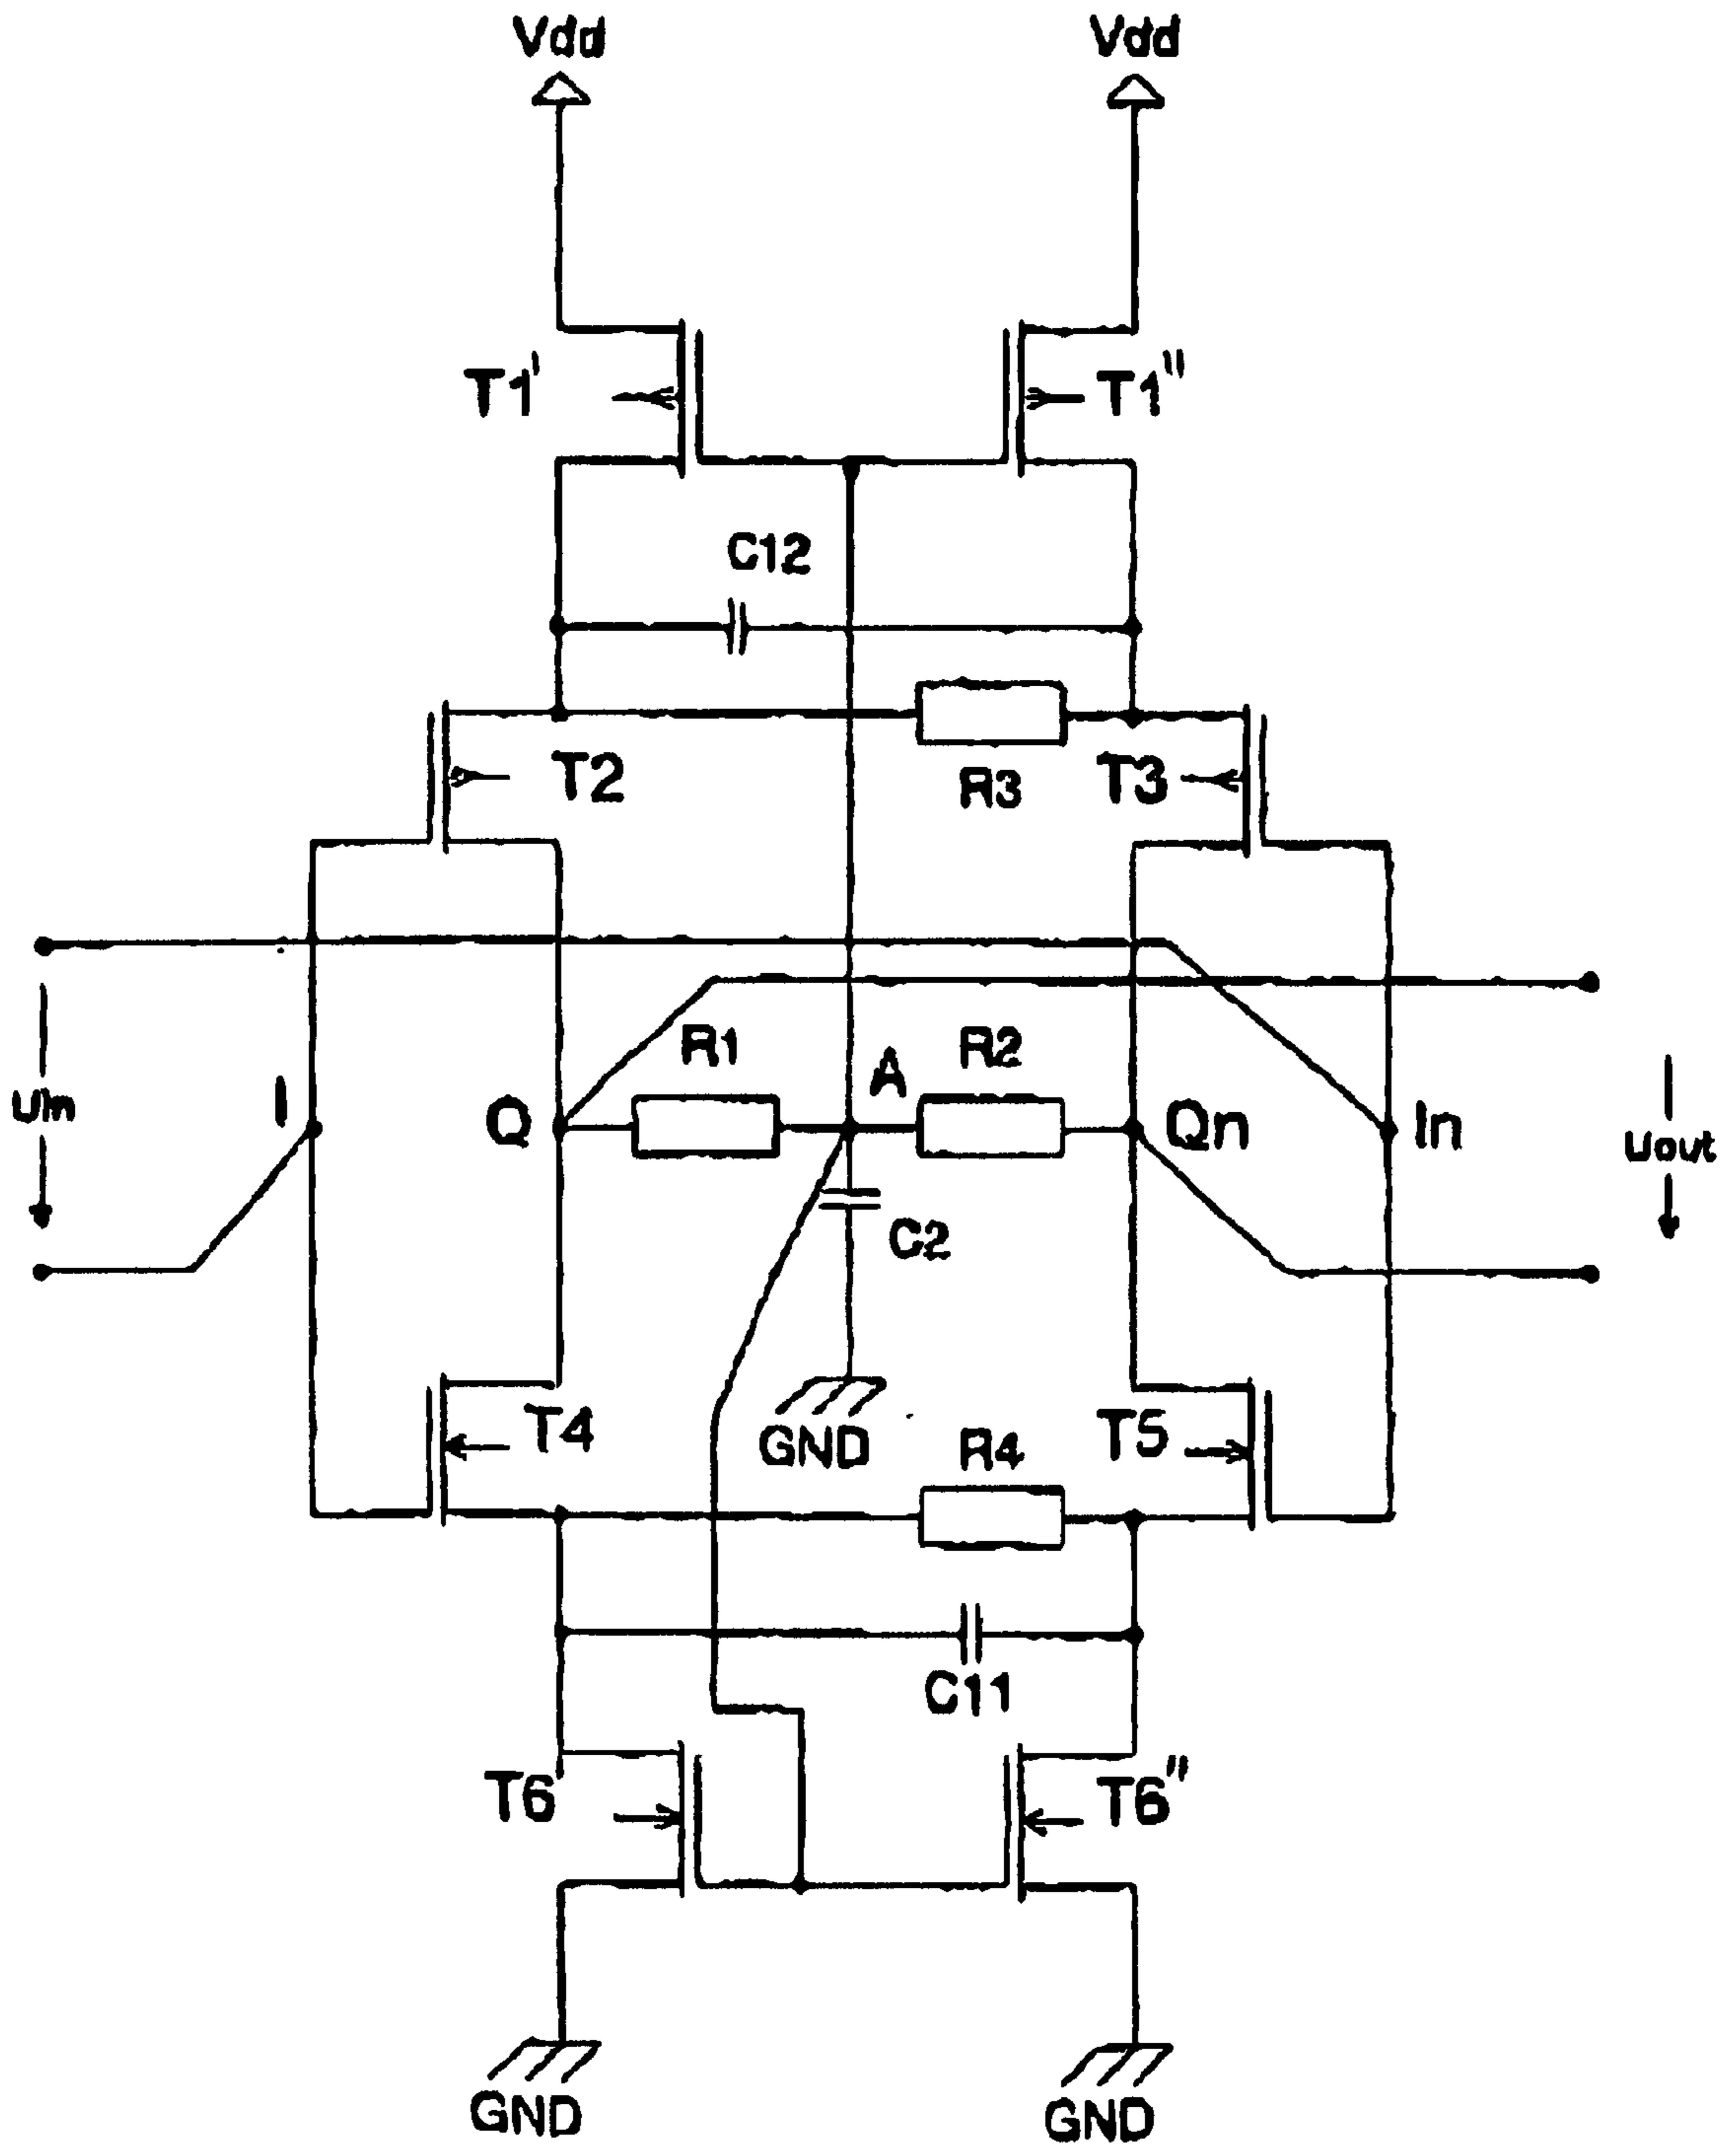 Vdd Vdd
T1' T1"
C12
T2 R3 T3
R1 A R2
UIn I Q Qn In Uout
C2
T4 GND R4 T5
C11
T6' T6"
GND GND